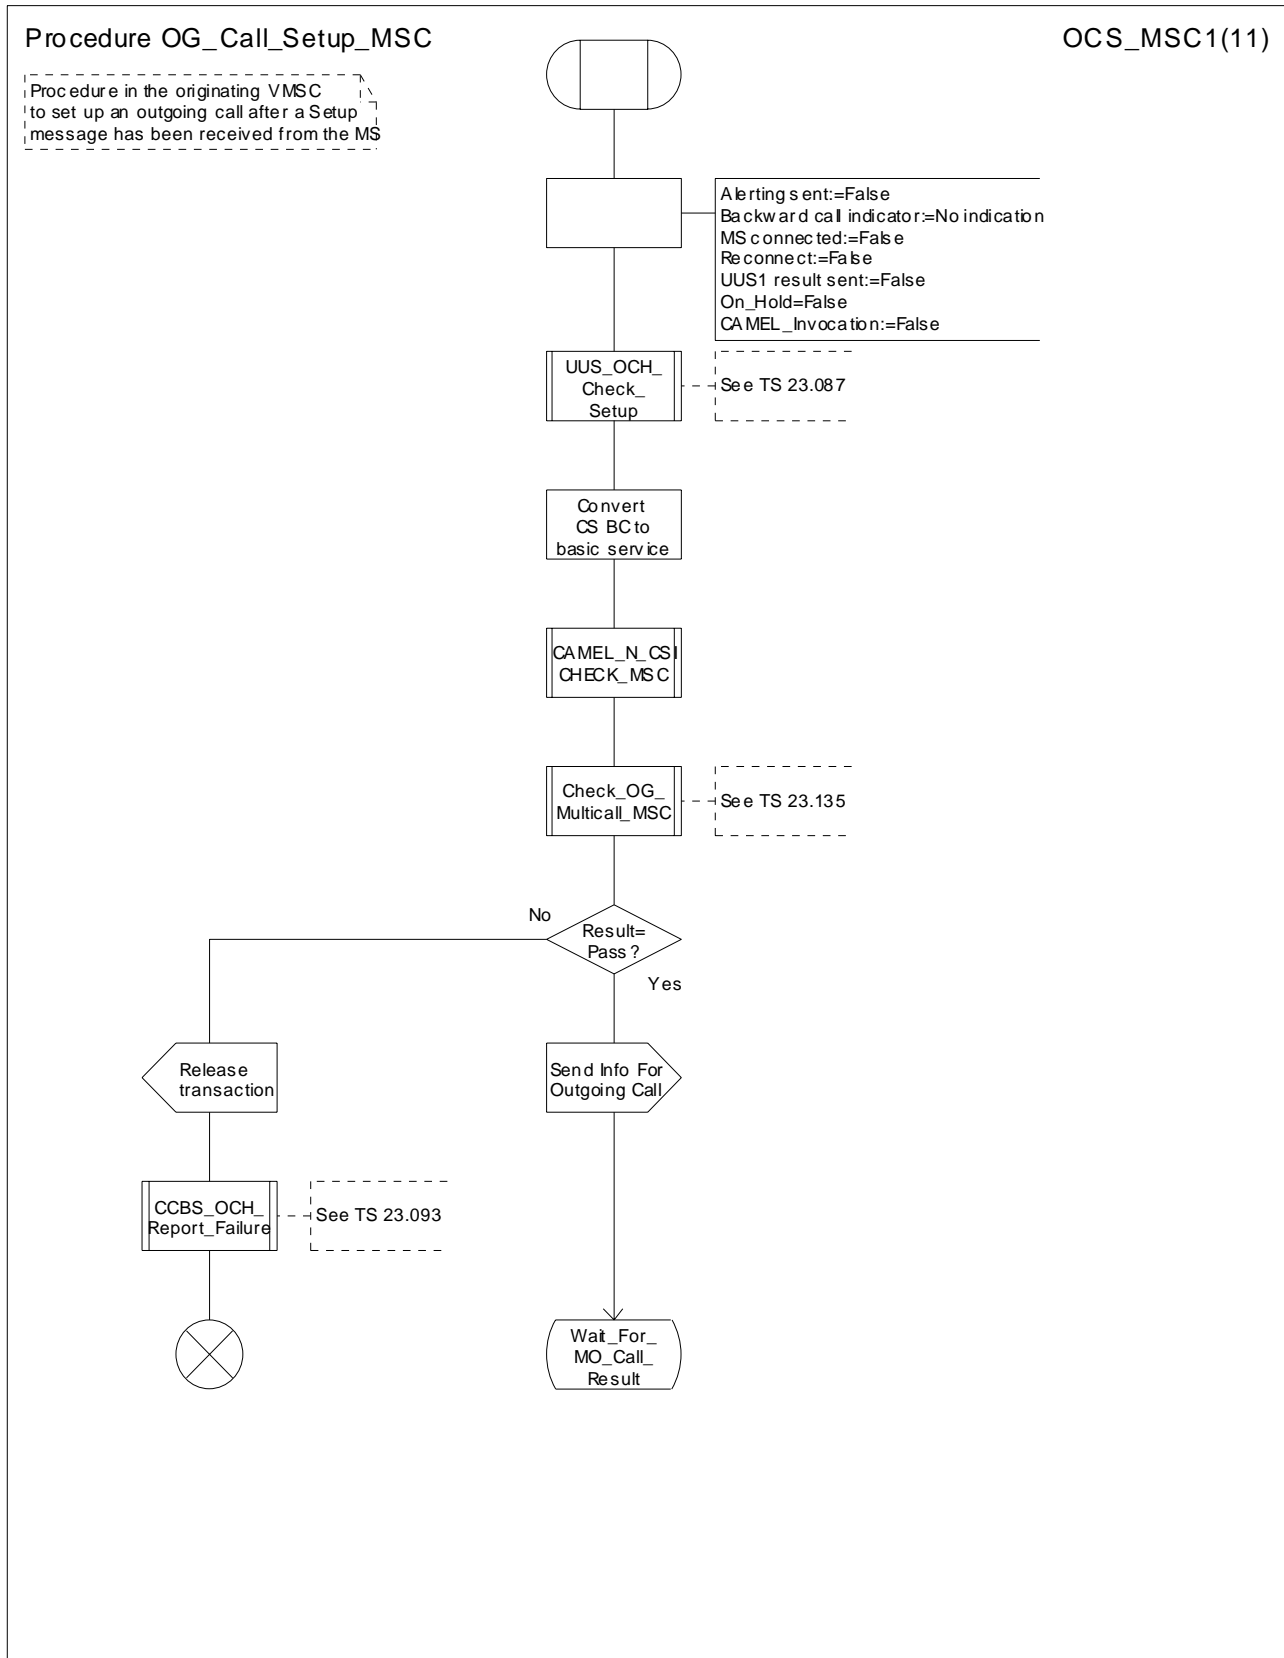 Procedure OG_Call_Setup_MSC
OCS_MSC1(11)
Procedure in the originating VMSC
to set up an outgoing call after a Setup
message has been received from the MS
Alerting sent:=False
Backward call indicator:=No indication
MS connected:=False
Reconnect:=False
UUS1 result sent:=False
On_Hold=False
CAMEL_Invocation:=False
UUS_OCH_
Check_
Setup
See TS 23.087
Convert
CS BC to
basic service
CAMEL_N_CSI
CHECK_MSC
Check_OG_
Multicall_MSC
See TS 23.135
No
Result=
Pass?
Yes
Release
transaction
Send Info For
Outgoing Call
CCBS_OCH_
Report_Failure
See TS 23.093
Wait_For_
MO_Call_
Result